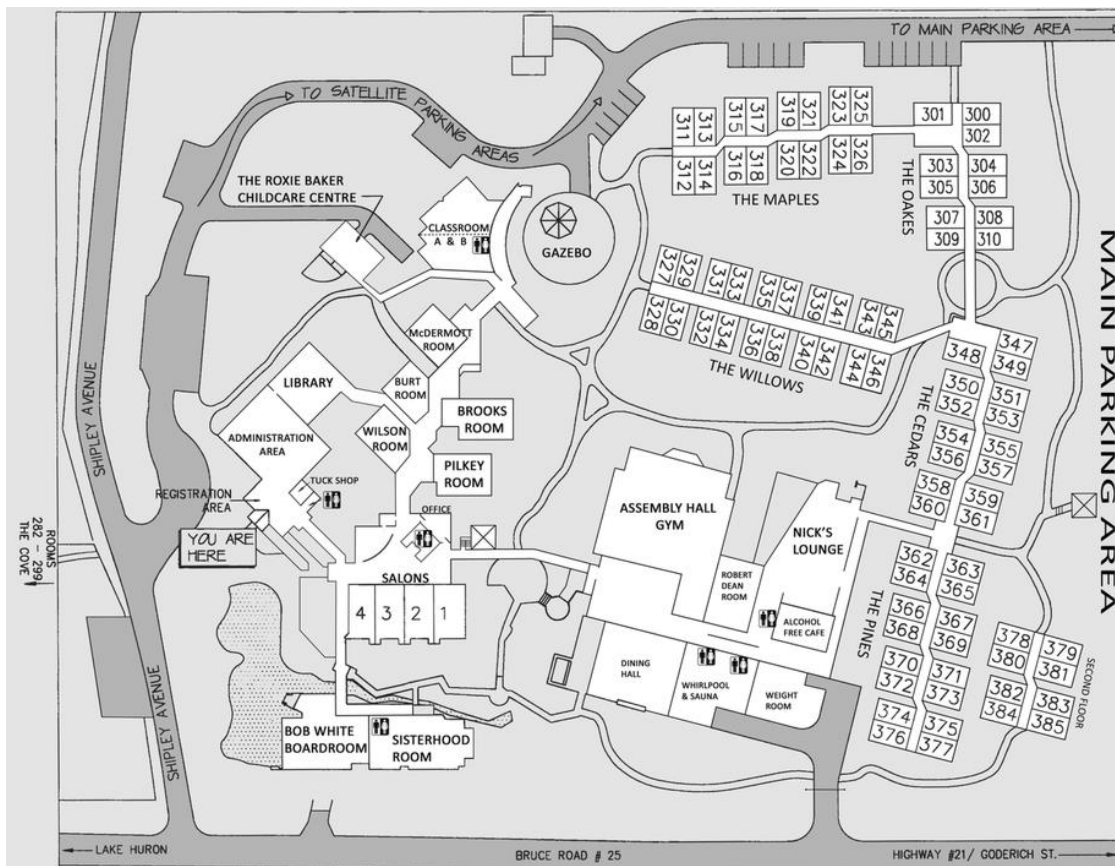 TO MAIN PARKING AREA
TO SATELLITE PARKING AREAS
THE ROXIE BAKER
CHILDCARE CENTRE
CLASSROOM
A & B
GAZEBO
311 313
312 314
315 317
316 318
319 321
320 322
323 325
324 326
THE MAPLES
301 300
302
303 304
305 306
307 308
309 310
THE OAKES
MAIN PARKING AREA
327 329
328 330
331 333
332 334
335 337
336 338
339 341
340 342
343 345
344 346
THE WILLOWS
347
348 349
350 351
352 353
354 355
356 357
358 359
360 361
THE CEDARS
McDERMOTT
ROOM
LIBRARY
BURT
ROOM
BROOKS
ROOM
WILSON
ROOM
ADMINISTRATION
AREA
PILKEY
ROOM
TUCK SHOP
REGISTRATION
AREA
OFFICE
YOU ARE
HERE
SHIPLEY AVENUE
ROOMS
282 - 299
THE COVE
SALONS
4 3 2 1
ASSEMBLY HALL
GYM
NICK'S
LOUNGE
ROBERT
DEAN
ROOM
ALCOHOL
FREE CAFE
DINING
HALL
WHIRLPOOL
& SAUNA
WEIGHT
ROOM
362 363
364 365
366 367
368 369
370 371
372 373
374 375
376 377
THE PINES
378 379
380 381
382 383
384 385
SECOND FLOOR
BOB WHITE
BOARDROOM
SISTERHOOD
ROOM
SHIPLEY AVENUE
LAKE HURON
BRUCE ROAD # 25
HIGHWAY #21/ GODERICH ST.